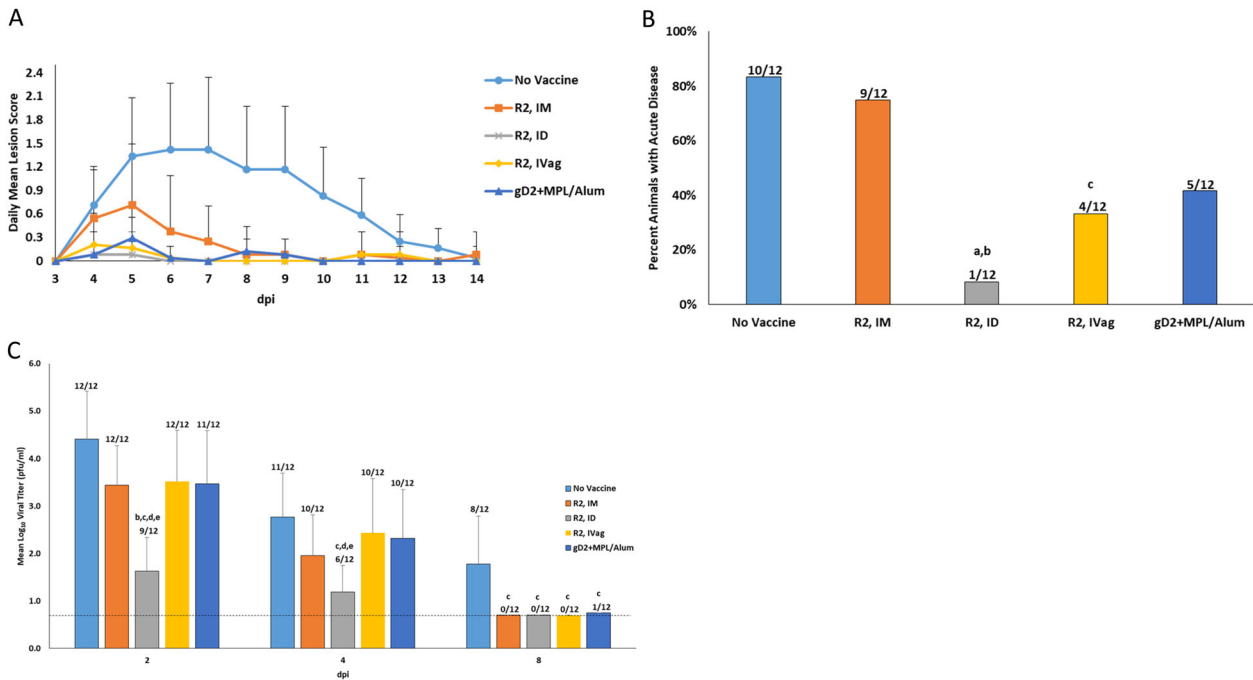 A
Daily Mean Lesion Score
2.4
2.1
1.8
1.5
1.2
0.9
0.6
0.3
0
3 4 5 6 7 8 9 10 11 12 13 14
dpi
No Vaccine
R2, IM
R2, ID
R2, IVag
gD2+MPL/Alum
B
Percent Animals with Acute Disease
100%
80%
60%
40%
20%
0%
10/12
9/12
a,b
1/12
c
4/12
5/12
No Vaccine R2, IM R2, ID R2, IVag gD2+MPL/Alum
C
Mean Log10 Viral Titer (pfu/ml)
6.0
5.0
4.0
3.0
2.0
1.0
0.0
12/12
12/12
b,c,d,e
9/12
12/12
11/12
11/12
10/12
c,d,e
6/12
10/12
10/12
8/12
c c c c
0/12 0/12 0/12 1/12
2 4 8
dpi
No Vaccine
R2, IM
R2, ID
R2, IVag
gD2+MPL/Alum